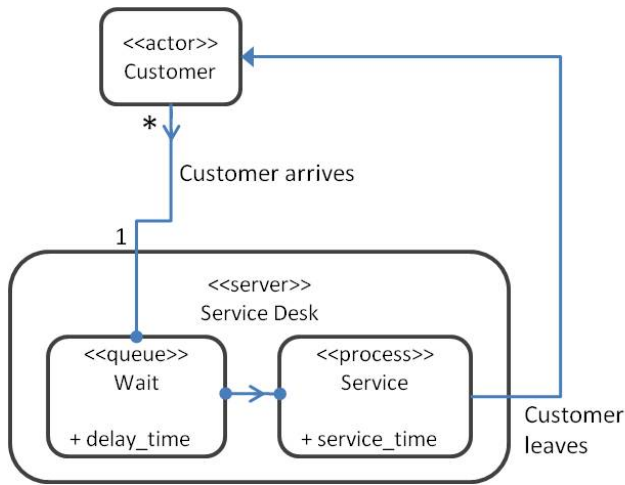 <<actor>>
Customer
*
Customer arrives
1
<<server>>
Service Desk
<<queue>>
Wait
+ delay_time
<<process>>
Service
+ service_time
Customer
leaves